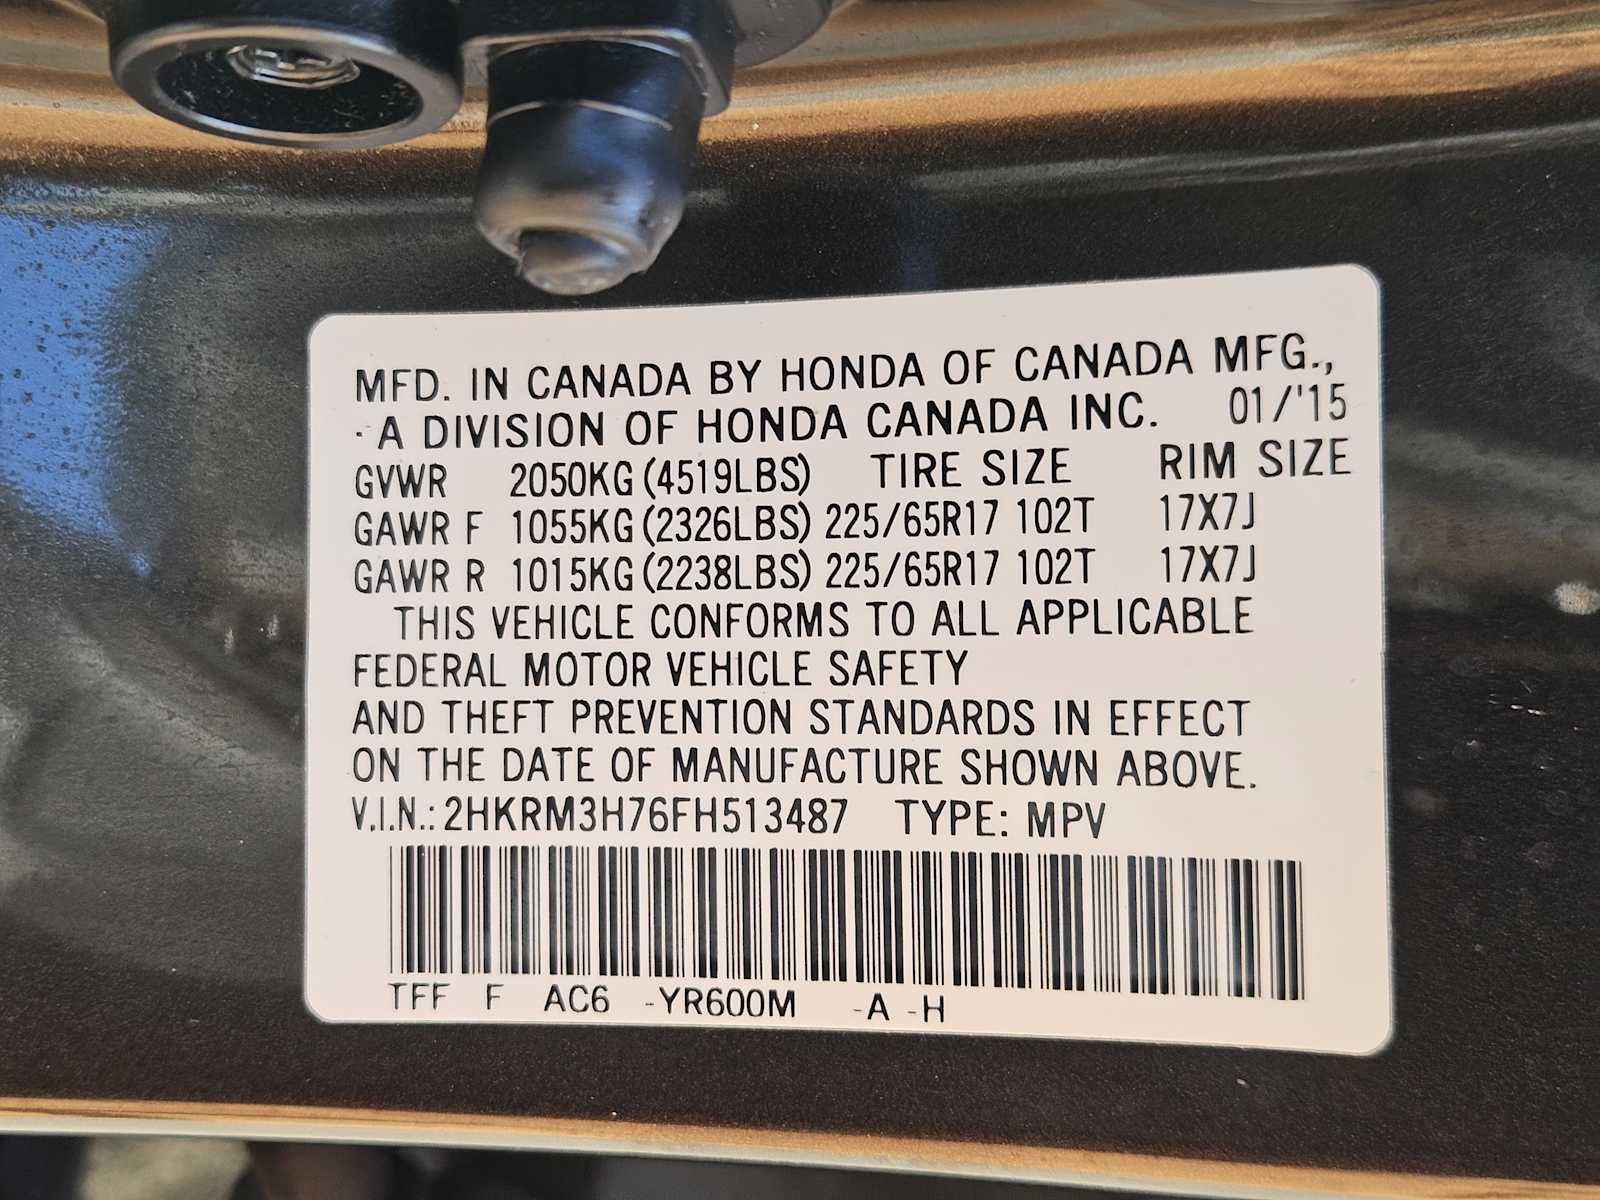 MFD. IN CANADA BY HONDA OF CANADA MFG.,
A DIVISION OF HONDA CANADA INC. 01/'15
GVWR 2050KG (4519LBS) TIRE SIZE RIM SIZE
GAWR F 1055KG (2326LBS) 225/65R17 102T 17X7J
GAWR R 1015KG (2238LBS) 225/65R17 102T 17X7J
THIS VEHICLE CONFORMS TO ALL APPLICABLE
FEDERAL MOTOR VEHICLE SAFETY
AND THEFT PREVENTION STANDARDS IN EFFECT
ON THE DATE OF MANUFACTURE SHOWN ABOVE.
V.I.N.: 2HKRM3H76FH513487 TYPE: MPV
TFF F AC6 -YR600M -A -H